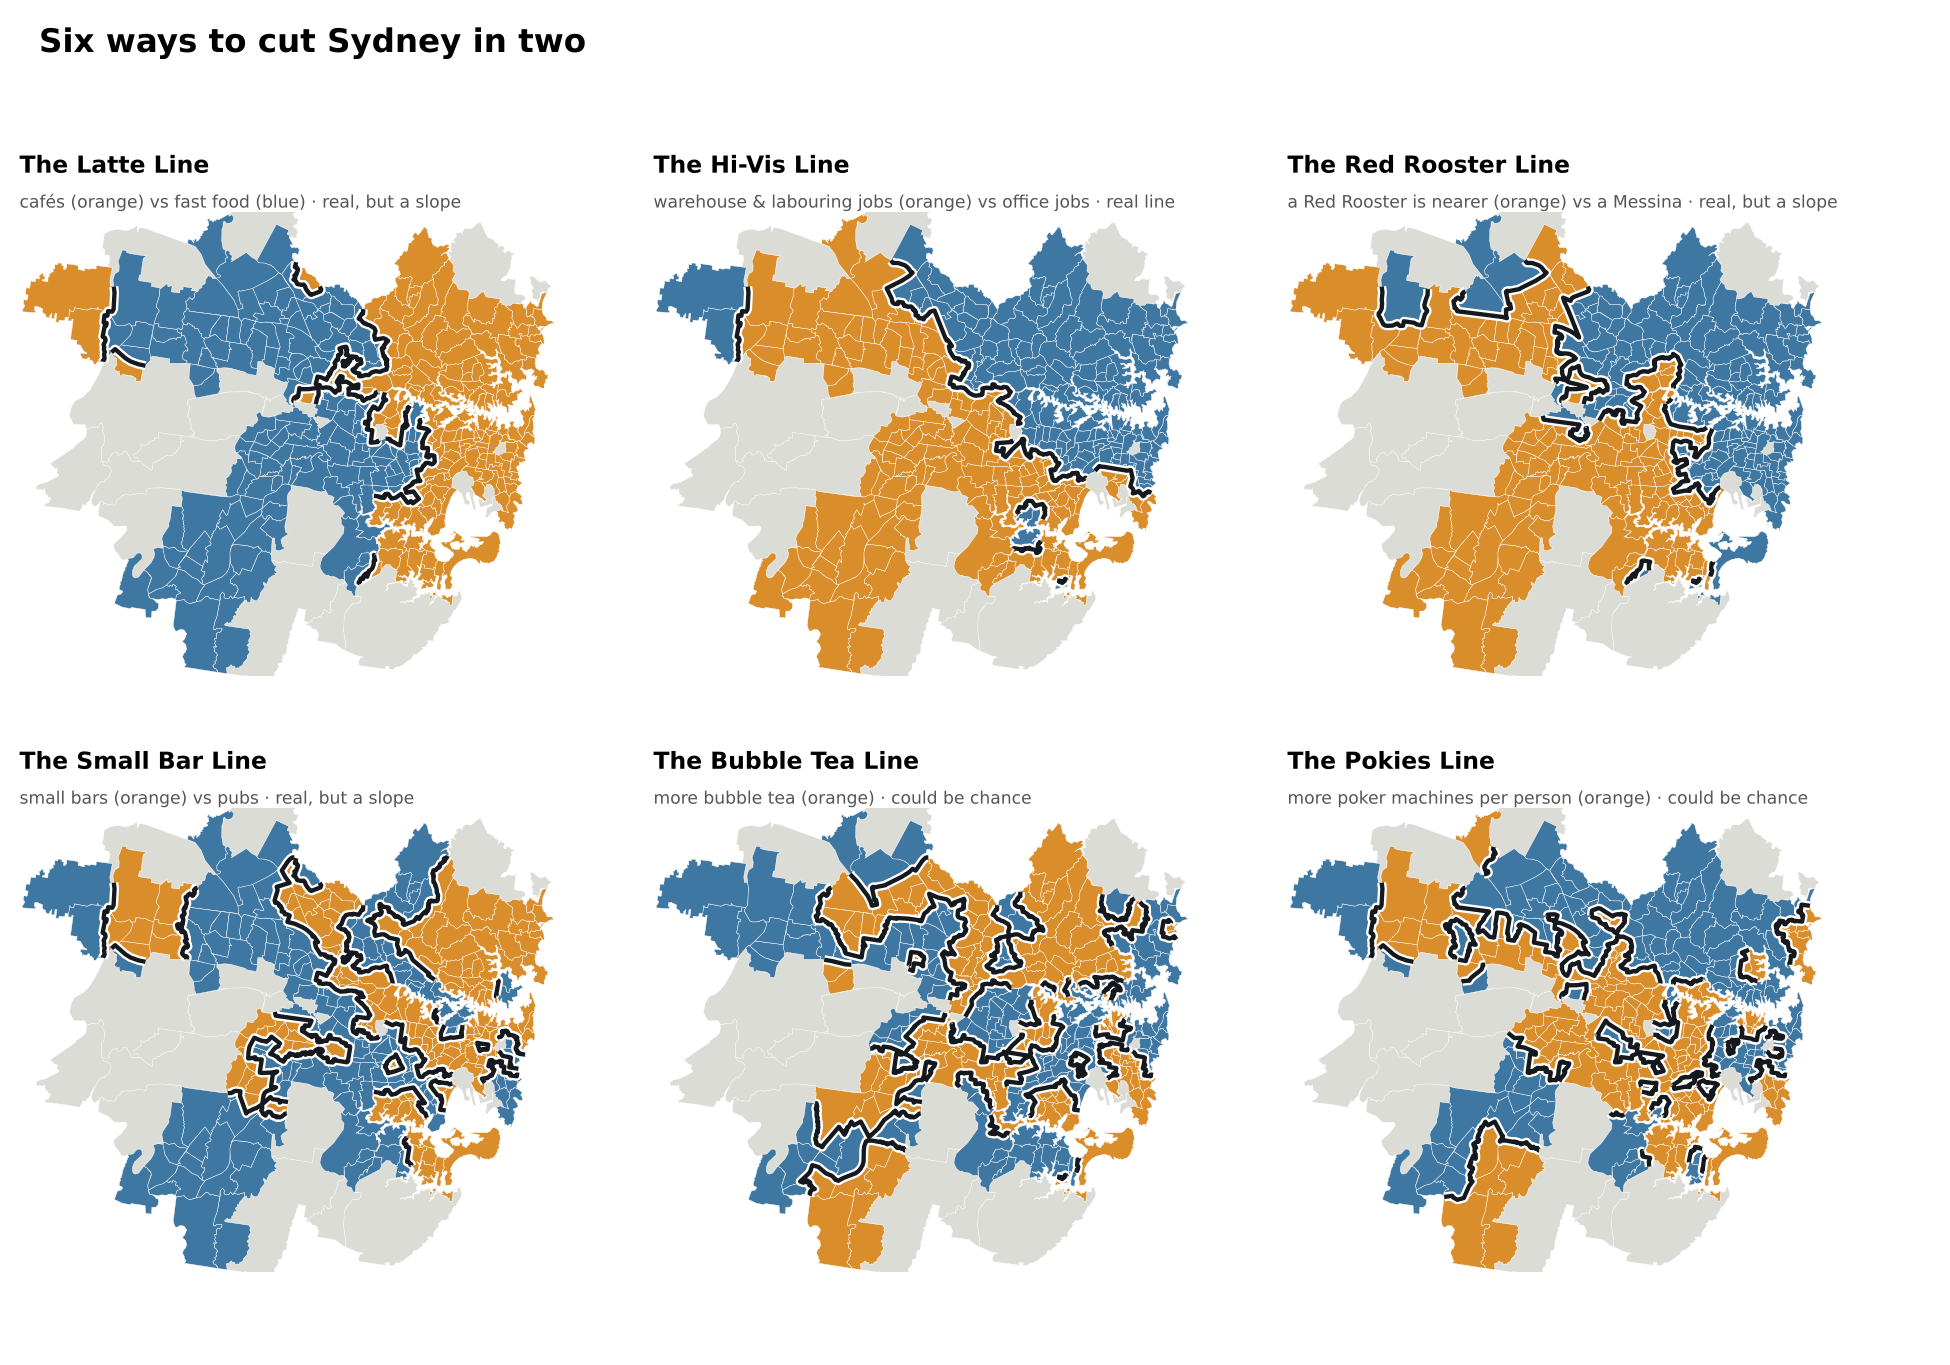 Six ways to cut Sydney in two
The Latte Line
cafés (orange) vs fast food (blue) · real, but a slope
The Hi-Vis Line
warehouse & labouring jobs (orange) vs office jobs · real line
The Red Rooster Line
a Red Rooster is nearer (orange) vs a Messina · real, but a slope
The Small Bar Line
small bars (orange) vs pubs · real, but a slope
The Bubble Tea Line
more bubble tea (orange) · could be chance
The Pokies Line
more poker machines per person (orange) · could be chance